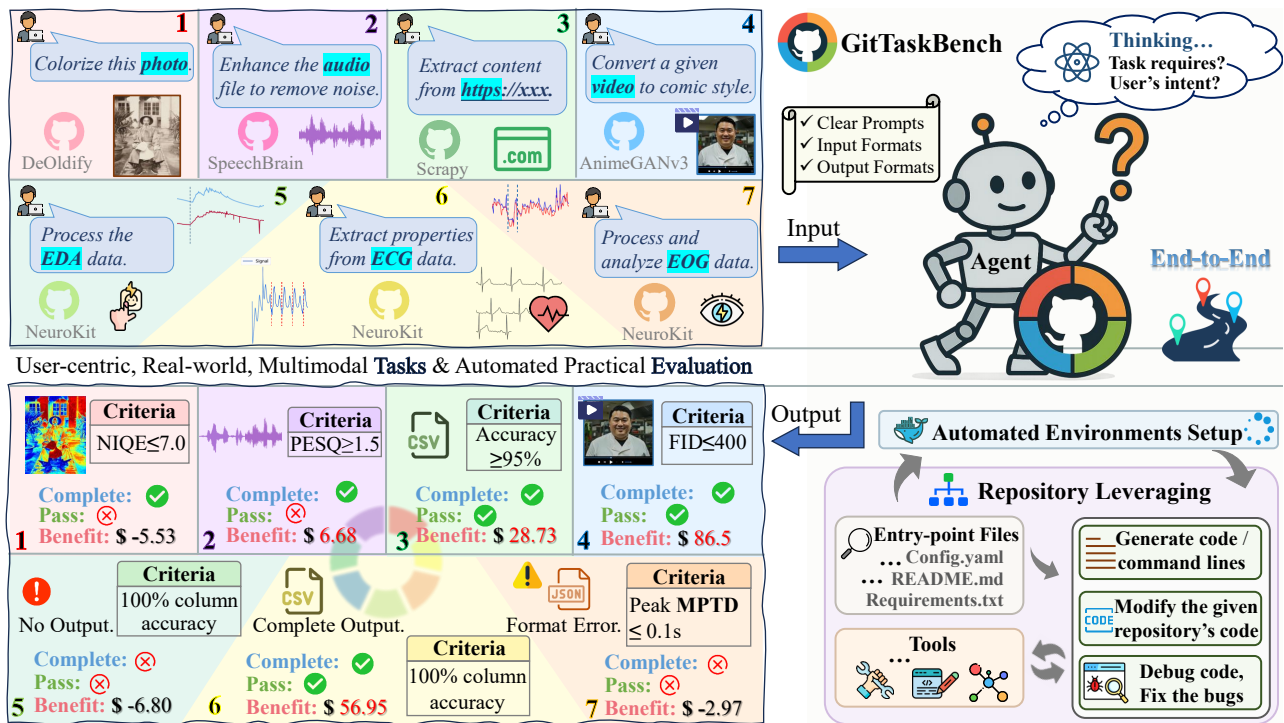 1
Colorize this photo.
DeOldify
2
Enhance the audio
file to remove noise.
SpeechBrain
3
Extract content
from https://xxx.
Scrapy
.com
4
Convert a given
video to comic style.
AnimeGANv3
5
Process the
EDA data.
NeuroKit
6
Signal
Extract properties
from ECG data.
NeuroKit
7
Process and
analyze EOG data.
NeuroKit
User-centric, Real-world, Multimodal Tasks & Automated Practical Evaluation
Criteria
NIQE≤7.0
Complete:
Pass:
Benefit: $ -5.53
1
Criteria
PESQ≥1.5
Complete:
Pass:
Benefit: $ 6.68
2
CSV
Criteria
Accuracy
≥95%
Complete:
Pass:
Benefit: $ 28.73
3
Criteria
FID≤400
Complete:
Pass:
Benefit: $ 86.5
4
No Output.
Criteria
100% column
accuracy
Complete:
Pass:
Benefit: $ -6.80
5
CSV
Complete Output.
Criteria
100% column
accuracy
Complete:
Pass:
Benefit: $ 56.95
6
JSON
Format Error.
Criteria
Peak MPTD
≤ 0.1s
Complete:
Pass:
Benefit: $ -2.97
7
GitTaskBench
Thinking…
Task requires?
User's intent?
✓ Clear Prompts
✓ Input Formats
✓ Output Formats
Input
Agent
End-to-End
Output
Automated Environments Setup
Repository Leveraging
Entry-point Files
… Config.yaml
… README.md
Requirements.txt
Tools
…
Generate code /
command lines
CODE
Modify the given
repository's code
Debug code,
Fix the bugs